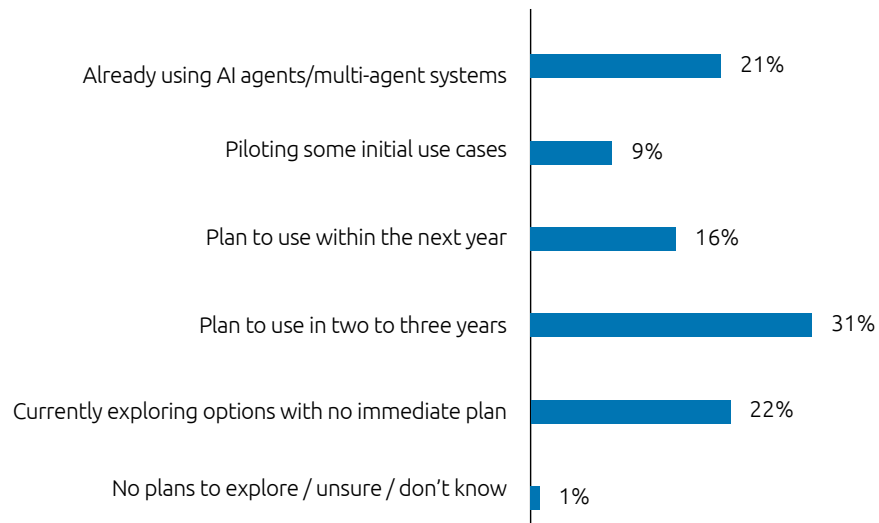 Already using AI agents/multi-agent systems 21%
Piloting some initial use cases 9%
Plan to use within the next year 16%
Plan to use in two to three years 31%
Currently exploring options with no immediate plan 22%
No plans to explore / unsure / don’t know 1%